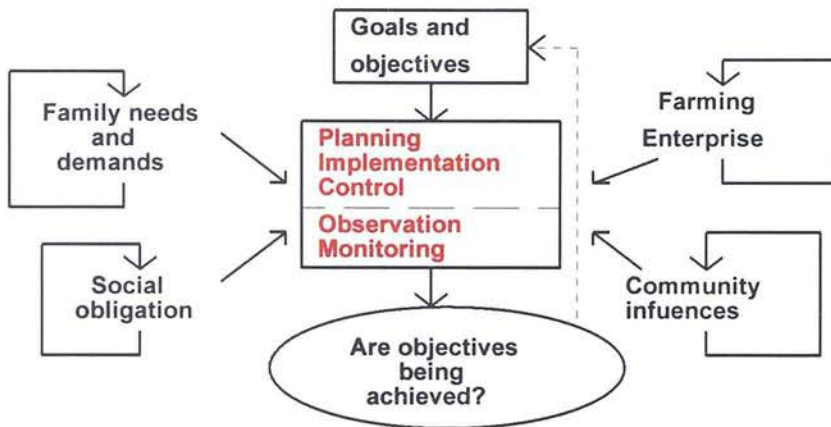 Goals and
objectives
Family needs
and
demands
Planning
Implementation
Control
Observation
Monitoring
Farming
Enterprise
Social
obligation
Community
infuences
Are objectives
being
achieved?